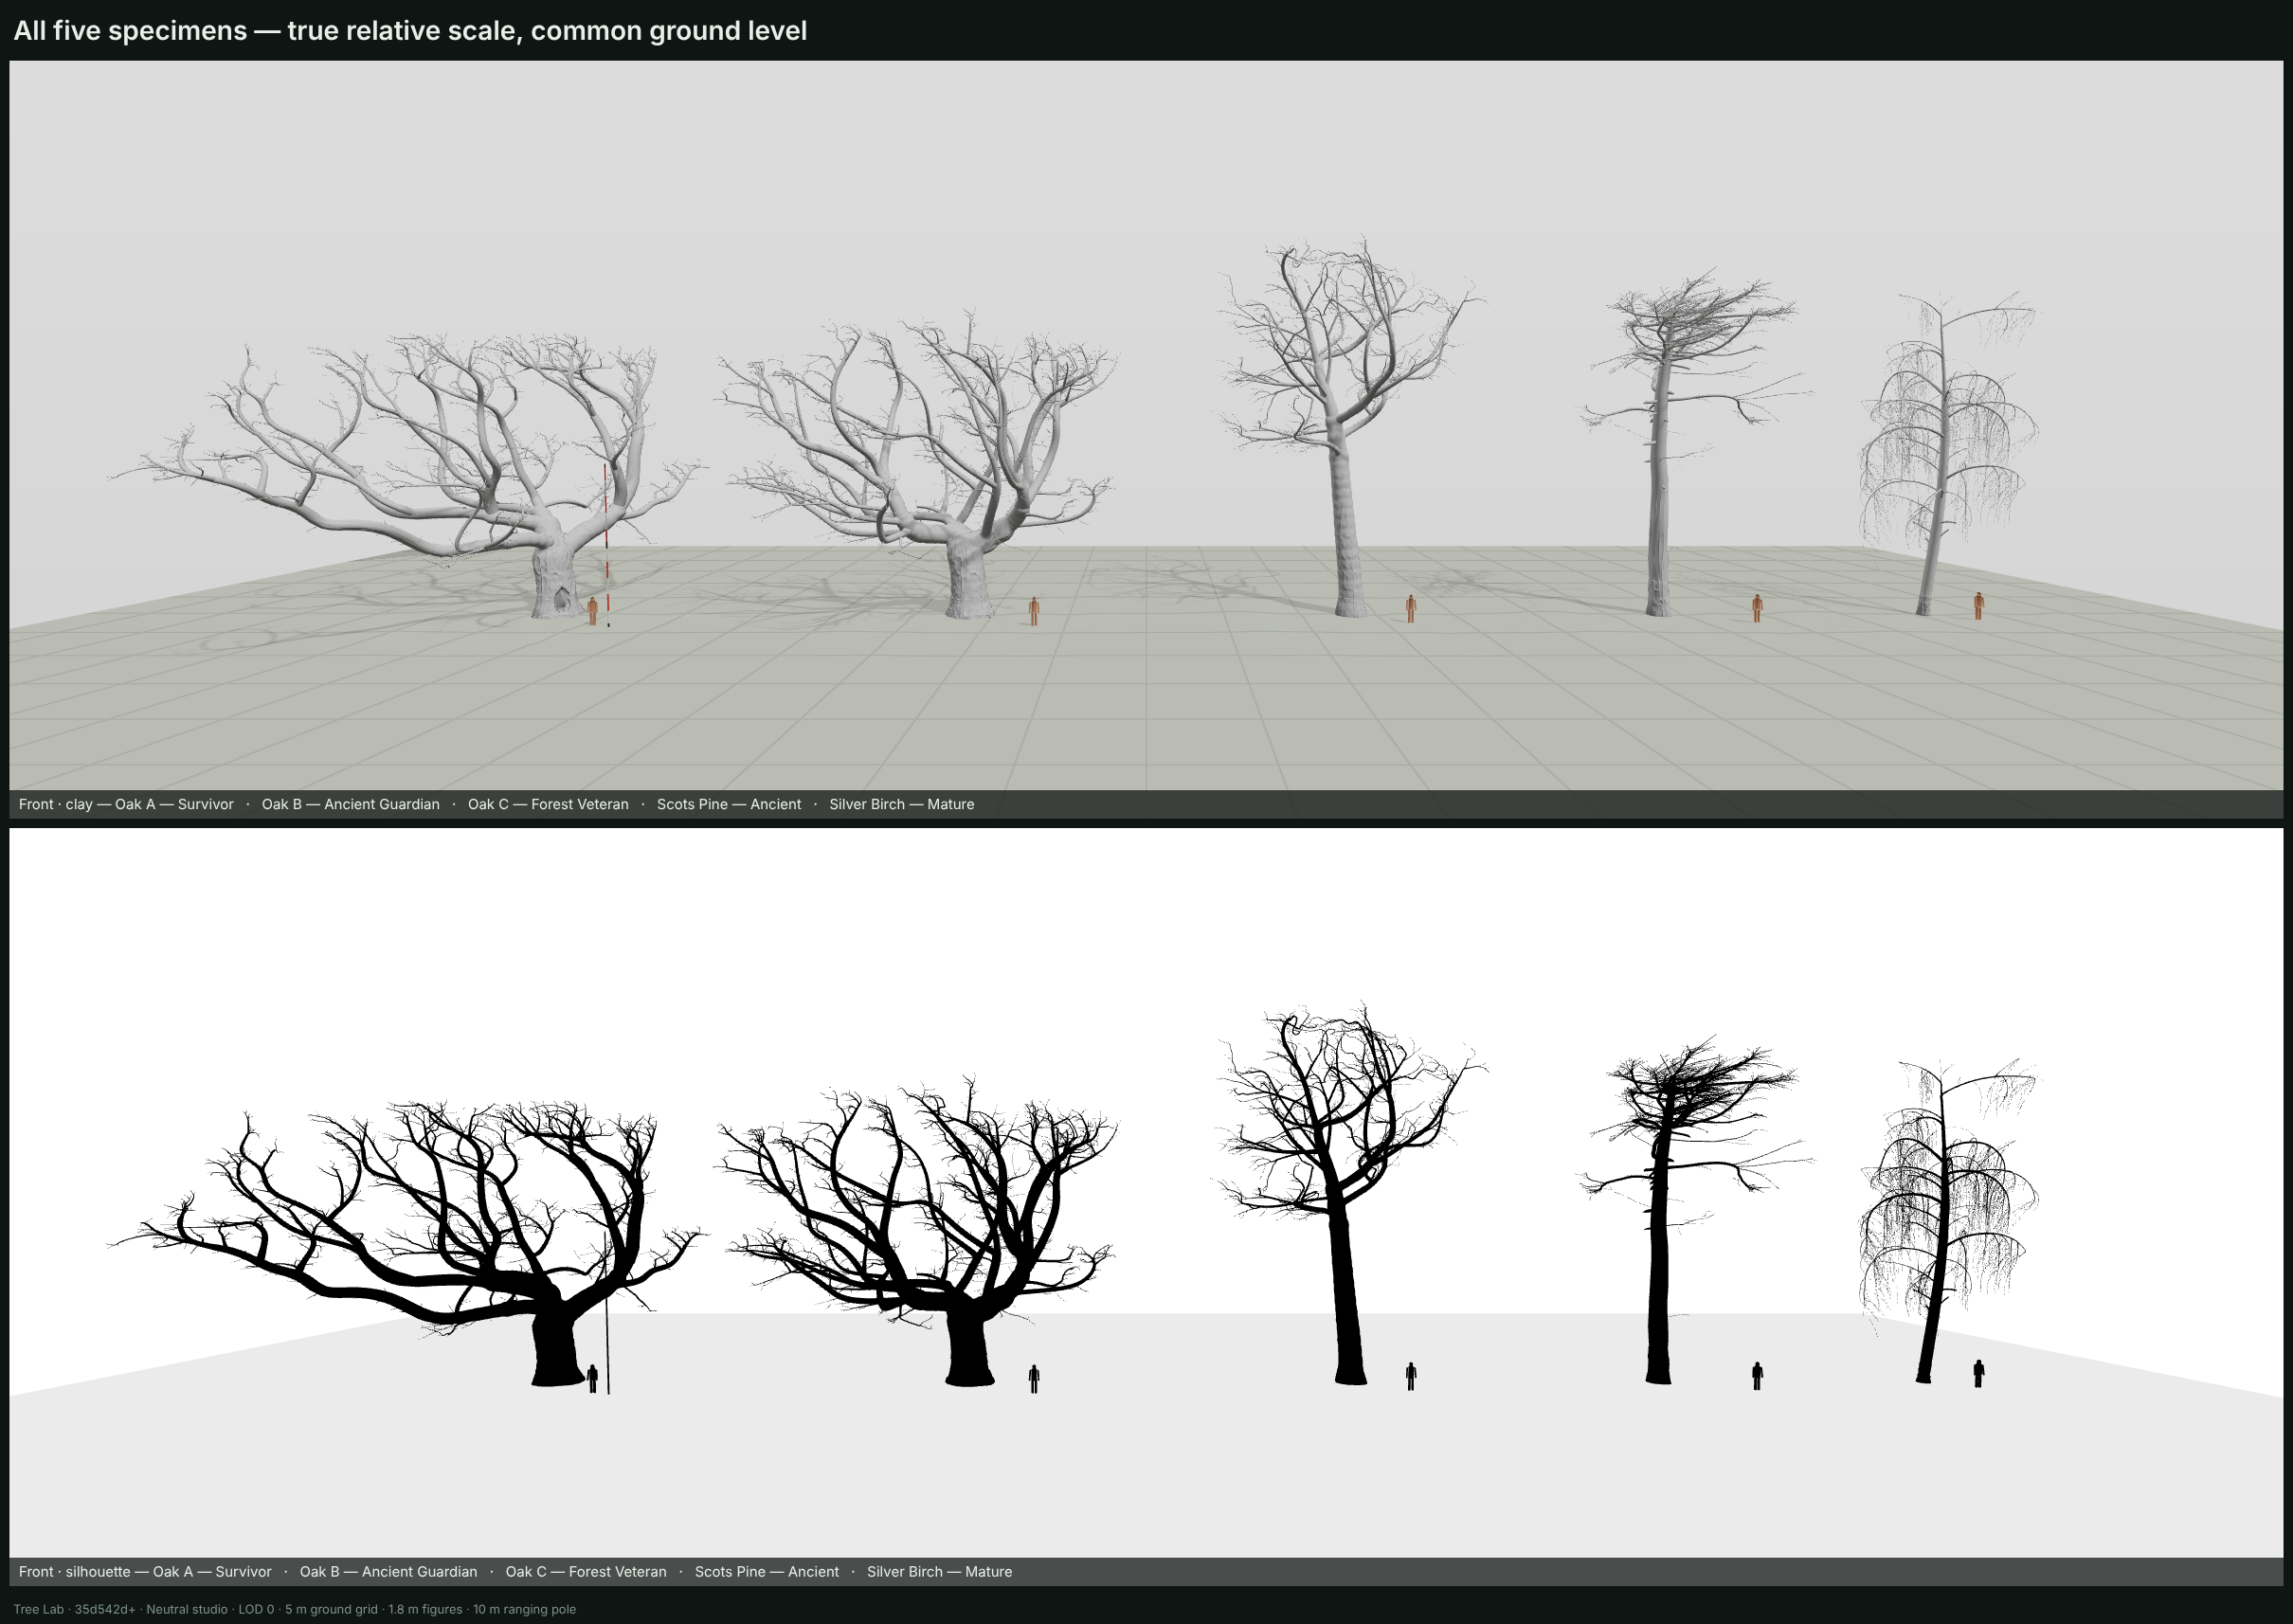 All five specimens — true relative scale, common ground level
Front · clay — Oak A — Survivor · Oak B — Ancient Guardian · Oak C — Forest Veteran · Scots Pine — Ancient · Silver Birch — Mature
Front · silhouette — Oak A — Survivor · Oak B — Ancient Guardian · Oak C — Forest Veteran · Scots Pine — Ancient · Silver Birch — Mature
Tree Lab · 35d542d+ · Neutral studio · LOD 0 · 5 m ground grid · 1.8 m figures · 10 m ranging pole